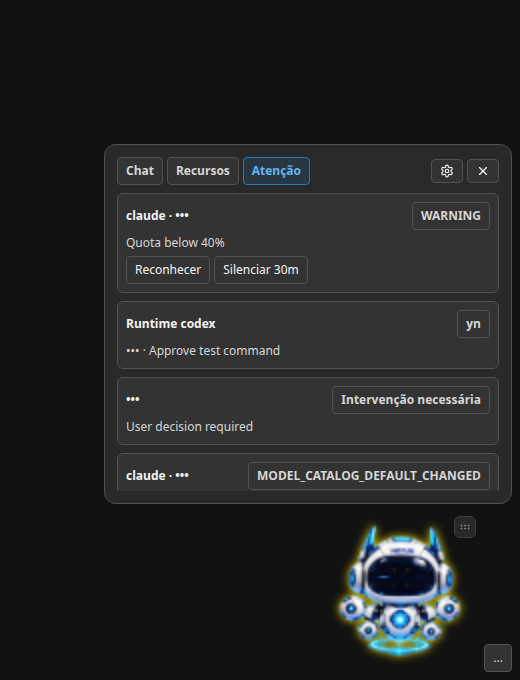 Chat Recursos Atenção
claude · •••
WARNING
Quota below 40%
Reconhecer Silenciar 30m
Runtime codex
yn
••• · Approve test command
•••
Intervenção necessária
User decision required
claude · •••
MODEL_CATALOG_DEFAULT_CHANGED
...